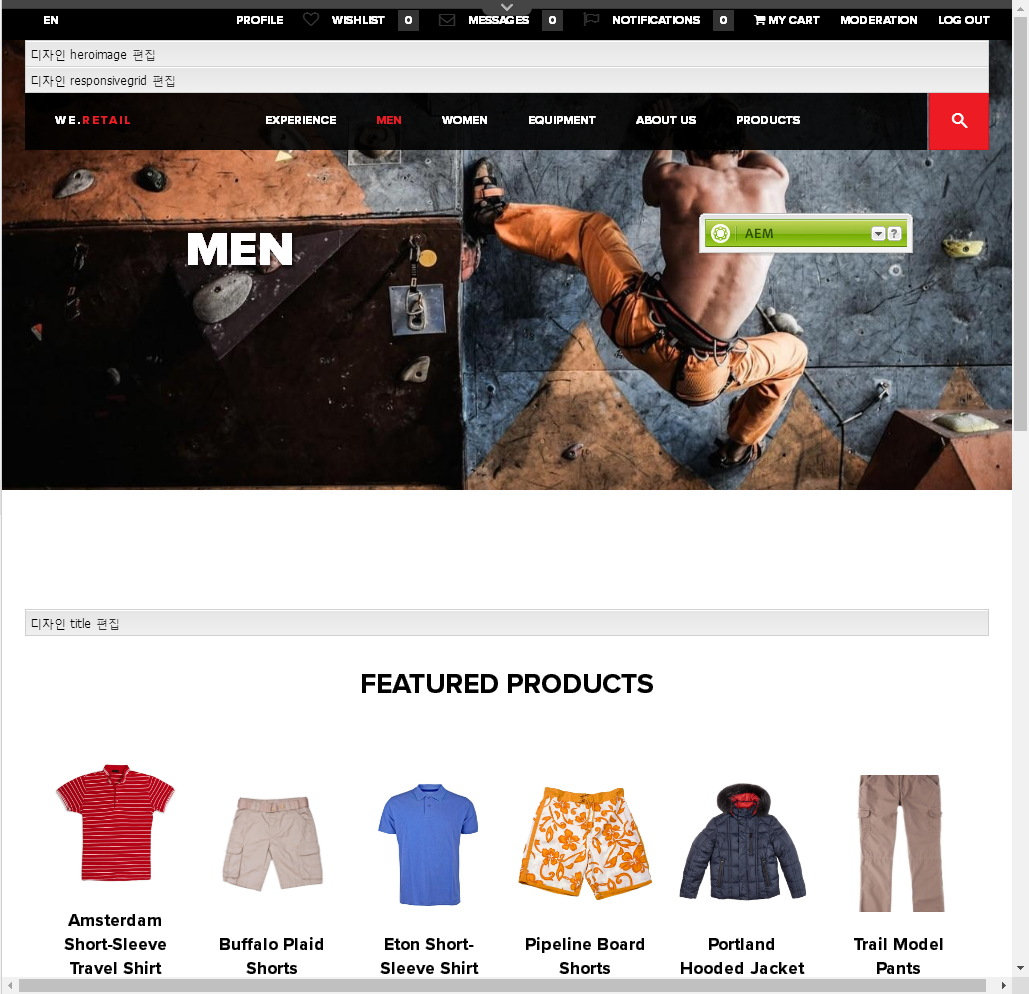 EN PROFILE WISHLIST 0 MESSAGES 0 NOTIFICATIONS 0 MY CART MODERATION LOG OUT
디자인 heroimage 편집
디자인 responsivegrid 편집
WE.RETAIL EXPERIENCE MEN WOMEN EQUIPMENT ABOUT US PRODUCTS
MEN
AEM ?
디자인 title 편집
FEATURED PRODUCTS
Amsterdam
Short-Sleeve
Travel Shirt
Buffalo Plaid
Shorts
Eton Short-
Sleeve Shirt
Pipeline Board
Shorts
Portland
Hooded Jacket
Trail Model
Pants